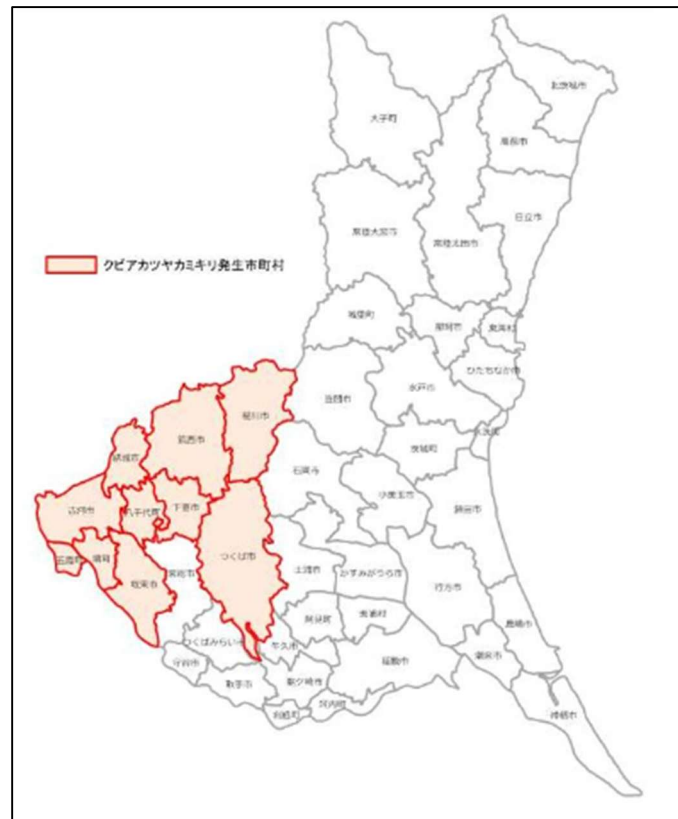 北茨城市
大子町
高萩市
日立市
常陸大宮市
常陸太田市
クビアカツヤカミキリ発生市町村
城里町
那珂市
東海村
ひたちなか市
笠間市
水戸市
桜川市
筑西市
茨城町
大洗町
結城市
石岡市
小美玉市
鉾田市
古河市
八千代町
下妻市
つくば市
五霞町
境町
坂東市
常総市
土浦市
かすみがうら市
行方市
阿見町
美浦村
鹿嶋市
つくばみらい市
牛久市
守谷市
稲敷市
潮来市
取手市
龍ケ崎市
利根町
河内町
神栖市